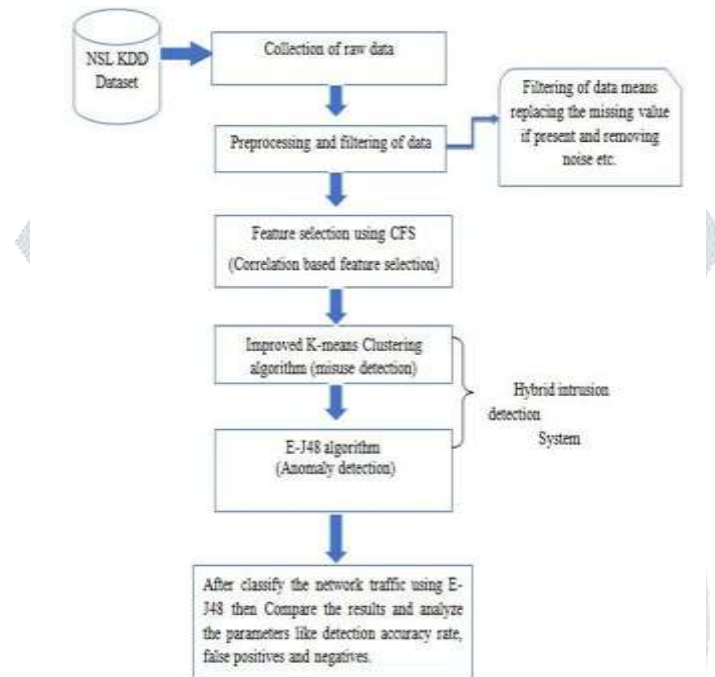 NSL KDD
Dataset
Collection of raw data
Preprocessing and filtering of data
Filtering of data means
replacing the missing value
if present and removing
noise etc.
Feature selection using CFS
(Correlation based feature selection)
Improved K-means Clustering
algorithm (misuse detection)
Hybrid intrusion
detection
System
E-J48 algorithm
(Anomaly detection)
After classify the network traffic using E-
J48 then Compare the results and analyze
the parameters like detection accuracy rate,
false positives and negatives.